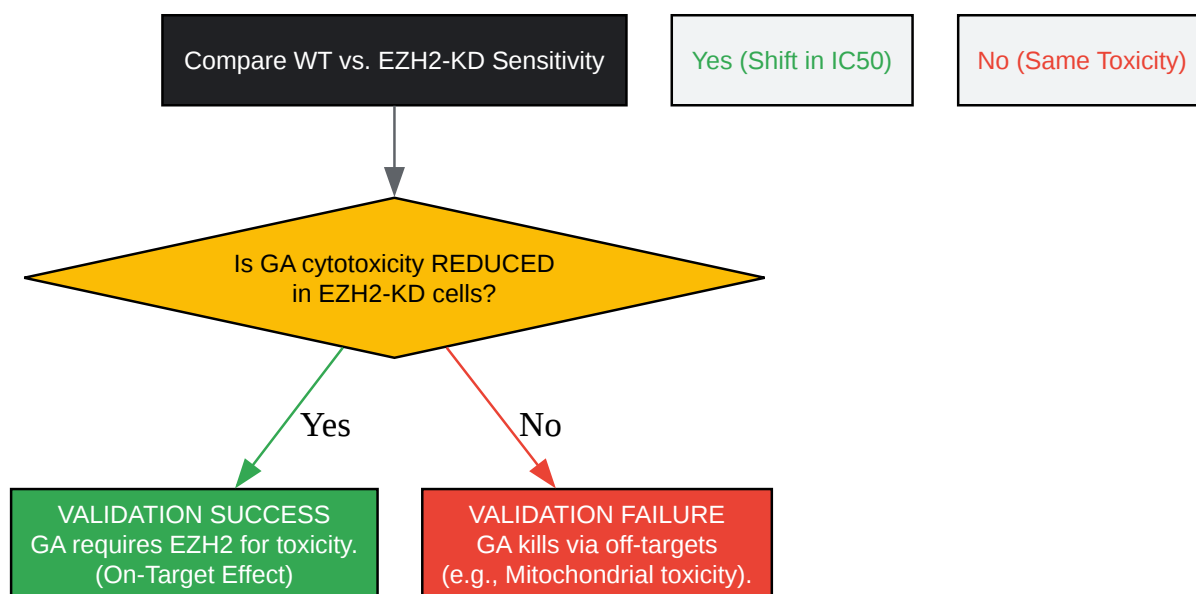 Compare WT vs. EZH2-KD Sensitivity
Yes (Shift in IC50)
No (Same Toxicity)
Is GA cytotoxicity REDUCED
in EZH2-KD cells?
Yes
No
VALIDATION SUCCESS
GA requires EZH2 for toxicity.
(On-Target Effect)
VALIDATION FAILURE
GA kills via off-targets
(e.g., Mitochondrial toxicity).